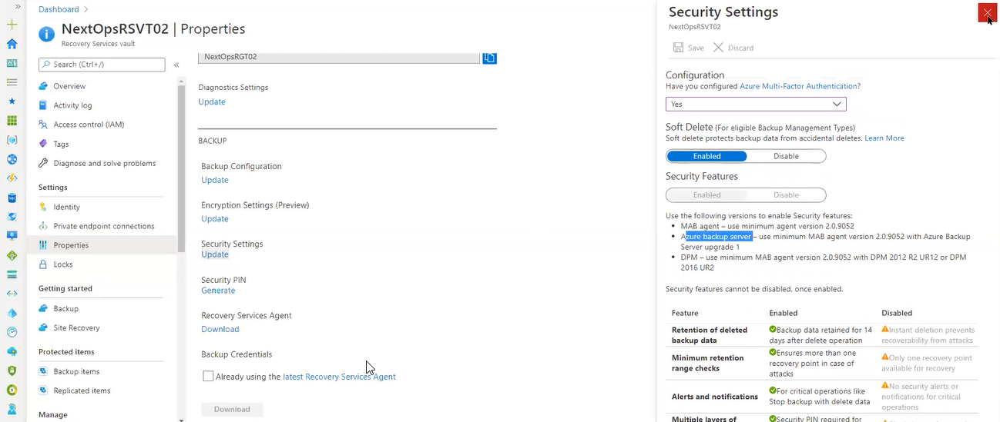 Dashboard >
NextOpsRSVT02 | Properties
Recovery Services vault
Search (Ctrl+/)
Overview
Activity log
Access control (IAM)
Tags
Diagnose and solve problems
Settings
Identity
Private endpoint connections
Properties
Locks
Getting started
Backup
Site Recovery
Protected items
Backup items
Replicated items
Manage
NextOpsRGT02
Diagnostics Settings
Update
BACKUP
Backup Configuration
Update
Encryption Settings (Preview)
Update
Security Settings
Update
Security PIN
Generate
Recovery Services Agent
Download
Backup Credentials
Already using the latest Recovery Services Agent
Download
Security Settings
NextOpsRSVT02
Save Discard
Configuration
Have you configured Azure Multi-Factor Authentication?
Yes
Soft Delete (For eligible Backup Management Types)
Soft delete protects backup data from accidental deletes. Learn More
Enabled Disable
Security Features
Enabled Disable
Use the following versions to enable Security features:
• MAB agent – use minimum agent version 2.0.9052
• Azure backup server – use minimum MAB agent version 2.0.9052 with Azure Backup
Server upgrade 1
• DPM – use minimum MAB agent version 2.0.9052 with DPM 2012 R2 UR12 or DPM
2016 UR2
Security features cannot be disabled, once enabled.
Feature Enabled Disabled
Retention of deleted Backup data retained for 14 Instant deletion prevents
backup data days after delete operation recoverability from attacks
Minimum retention Ensures more than one Only one recovery point
range checks recovery point in case of available for recovery
attacks
Alerts and notifications For critical operations like No security alerts or
Stop backup with delete data notifications for critical
operations
Multiple layers of Security PIN required for